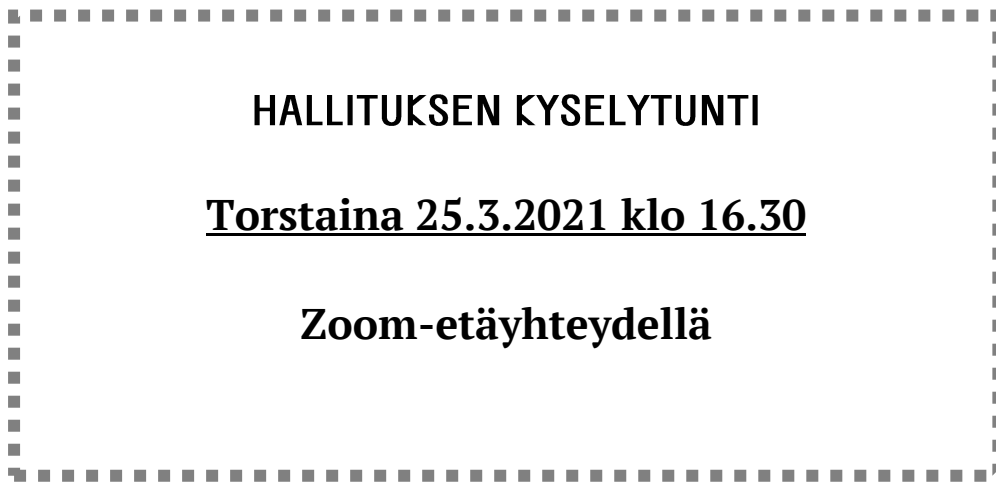 HALLITUKSEN KYSELYTUNTI
Torstaina 25.3.2021 klo 16.30
Zoom-etäyhteydellä